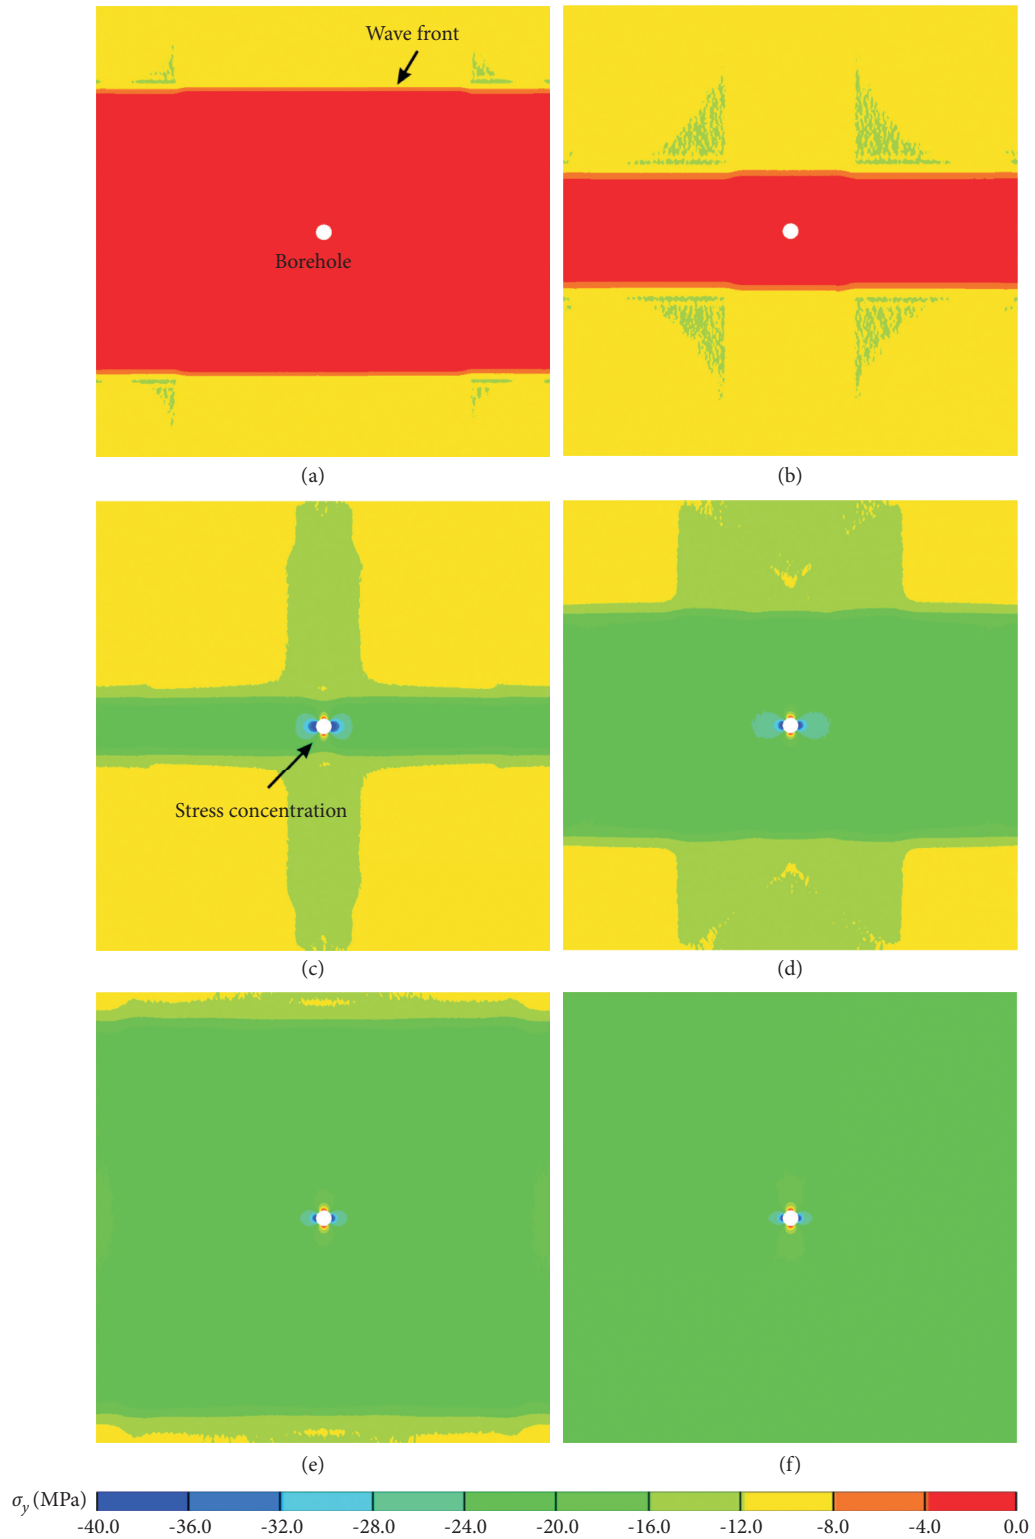 Wave front
Borehole
(a)
(b)
Stress concentration
(c)
(d)
(e)
(f)
σy (MPa)
-40.0 -36.0 -32.0 -28.0 -24.0 -20.0 -16.0 -12.0 -8.0 -4.0 0.0